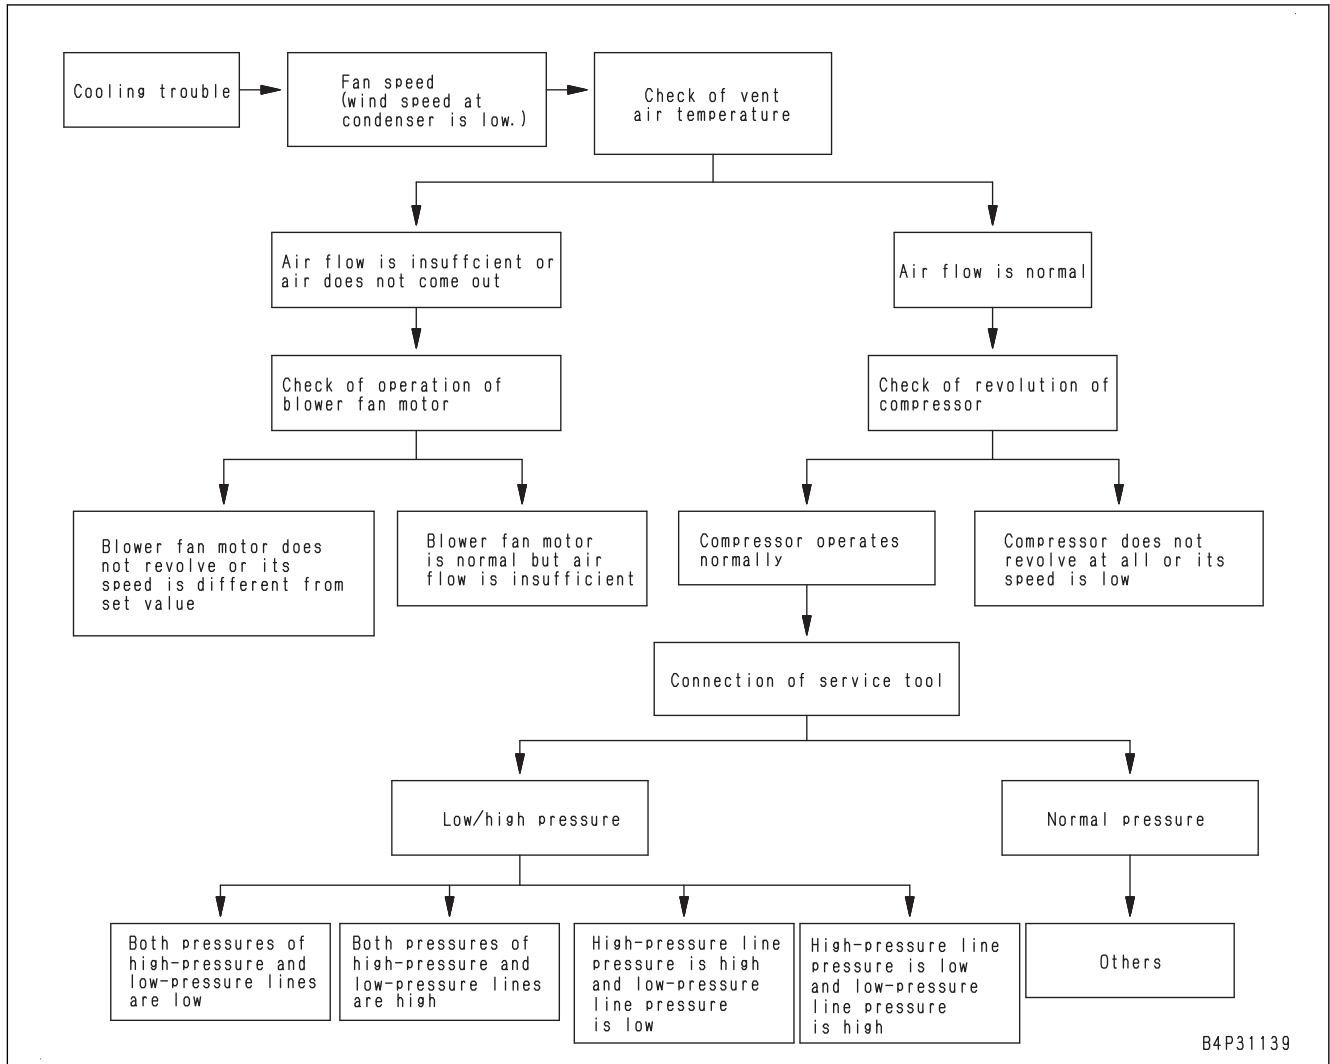 Cooling trouble
Fan speed
(wind speed at
condenser is low.)
Check of vent
air temperature
Air flow is insuffcient or
air does not come out
Air flow is normal
Check of operation of
blower fan motor
Check of revolution of
compressor
Blower fan motor does
not revolve or its
speed is different from
set value
Blower fan motor
is normal but air
flow is insufficient
Compressor operates
normally
Compressor does not
revolve at all or its
speed is low
Connection of service tool
Low/high pressure
Normal pressure
Both pressures of
high-pressure and
low-pressure lines
are low
Both pressures of
high-pressure and
low-pressure lines
are high
High-pressure line
pressure is high
and low-pressure
line pressure
is low
High-pressure line
pressure is low
and low-pressure
line pressure
is high
Others
B4P31139